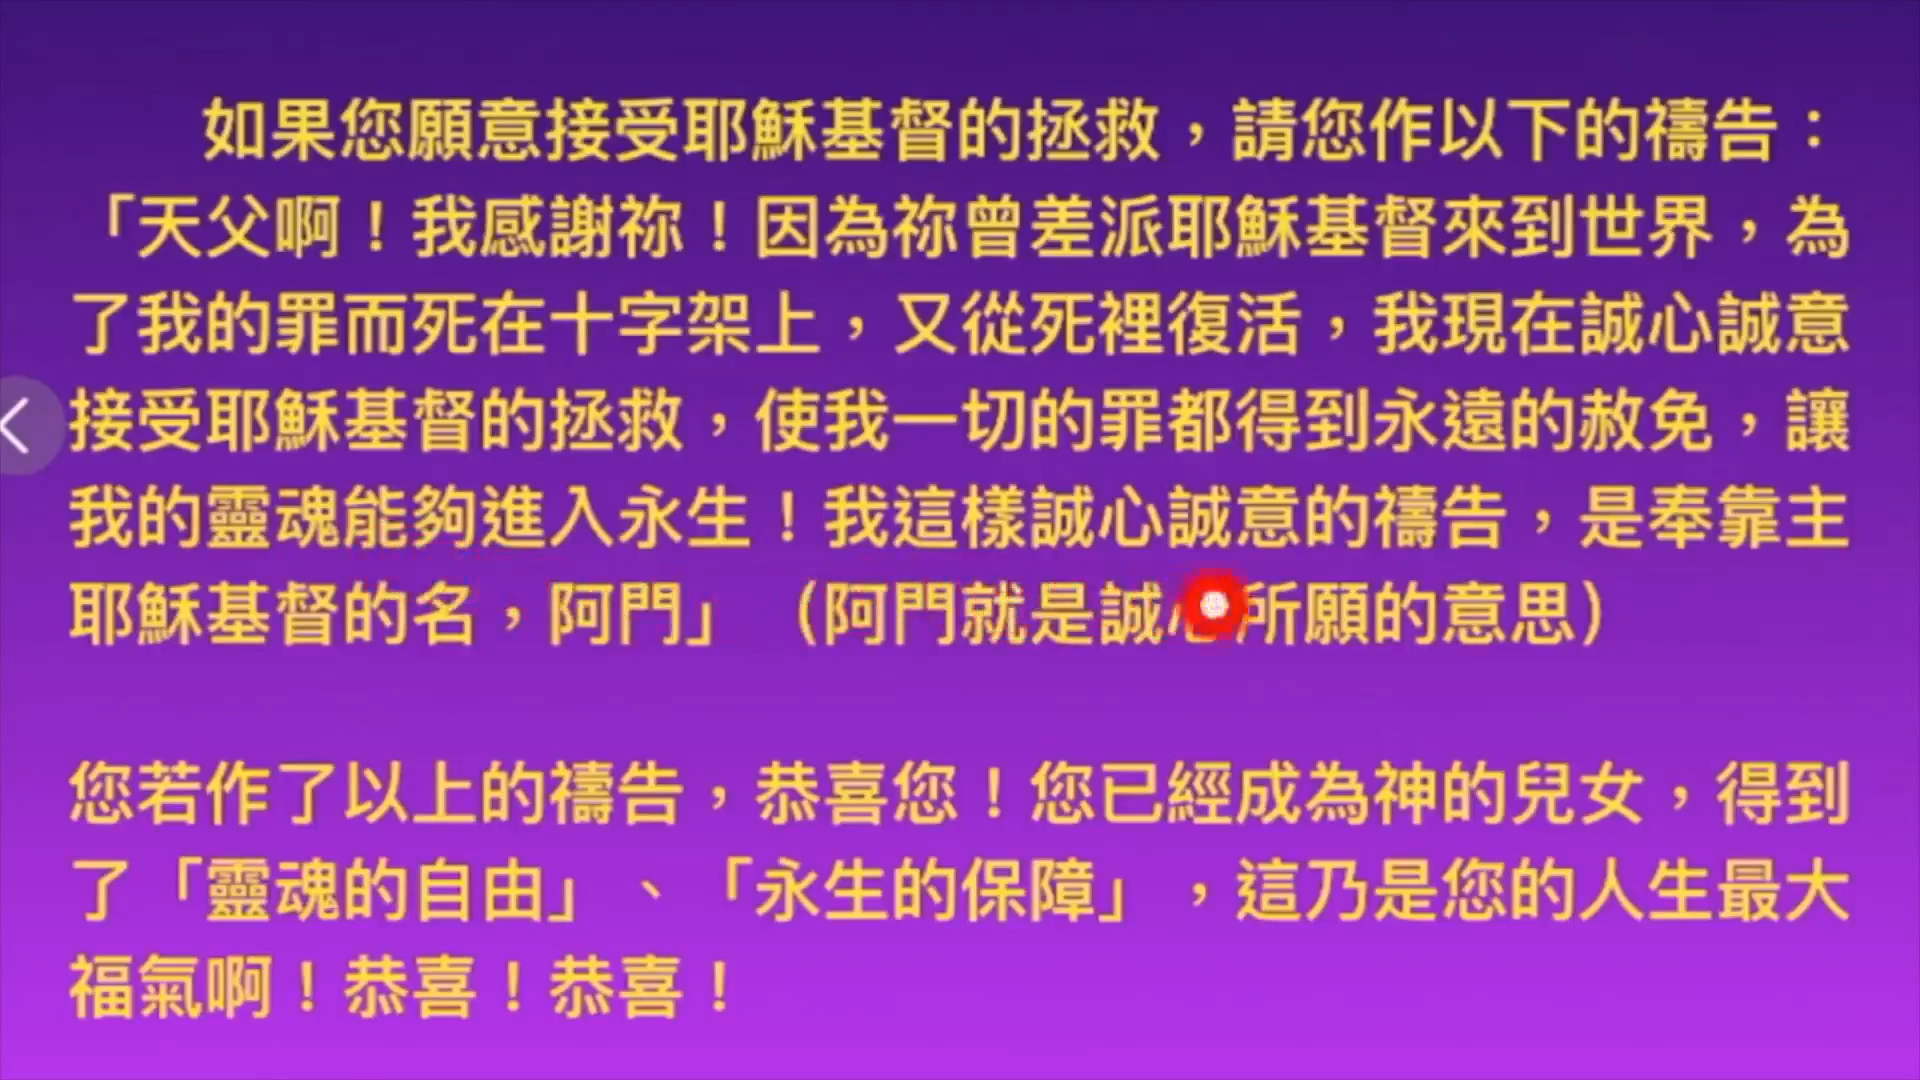 如果您願意接受耶穌基督的拯救，請您作以下的禱告：
「天父啊！我感謝祢！因為祢曾差派耶穌基督來到世界，為
了我的罪而死在十字架上，又從死裡復活，我現在誠心誠意
接受耶穌基督的拯救，使我一切的罪都得到永遠的赦免，讓
我的靈魂能夠進入永生！我這樣誠心誠意的禱告，是奉靠主
耶穌基督的名，阿門」（阿門就是誠心所願的意思）
您若作了以上的禱告，恭喜您！您已經成為神的兒女，得到
了「靈魂的自由」、「永生的保障」，這乃是您的人生最大
福氣啊！恭喜！恭喜！